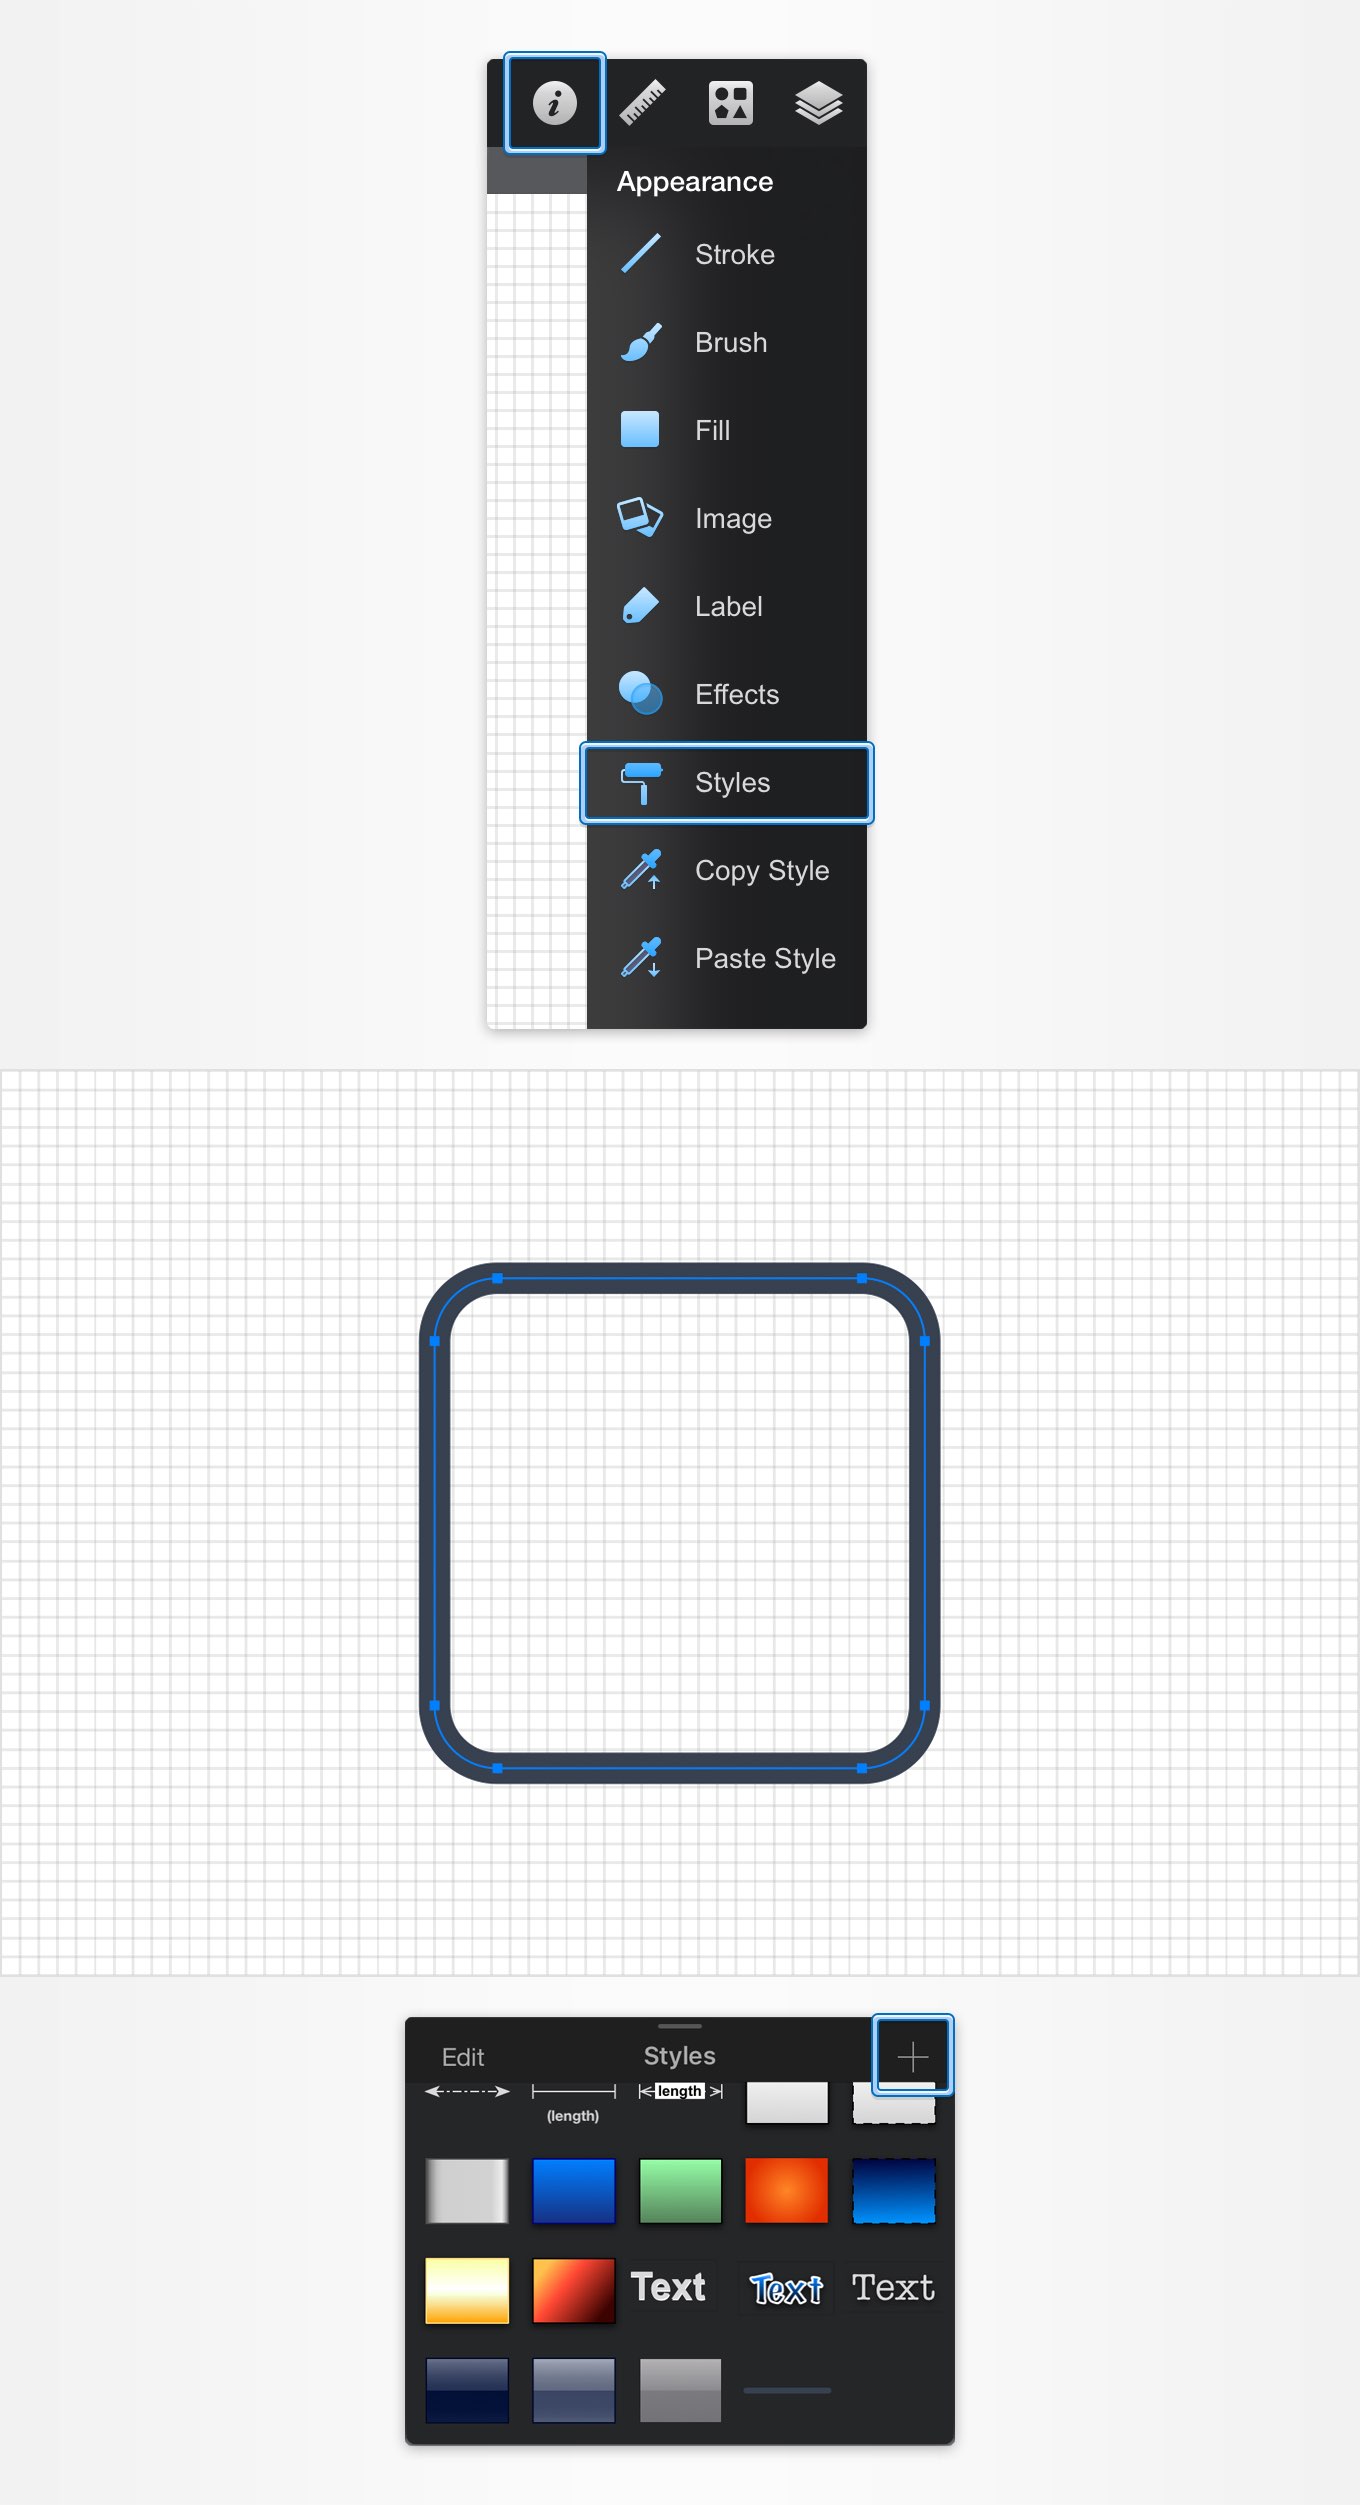 Appearance
Stroke
Brush
Fill
Image
Label
Effects
Styles
Copy Style
Paste Style
Edit
Styles
length
(length)
Text
Text
Text